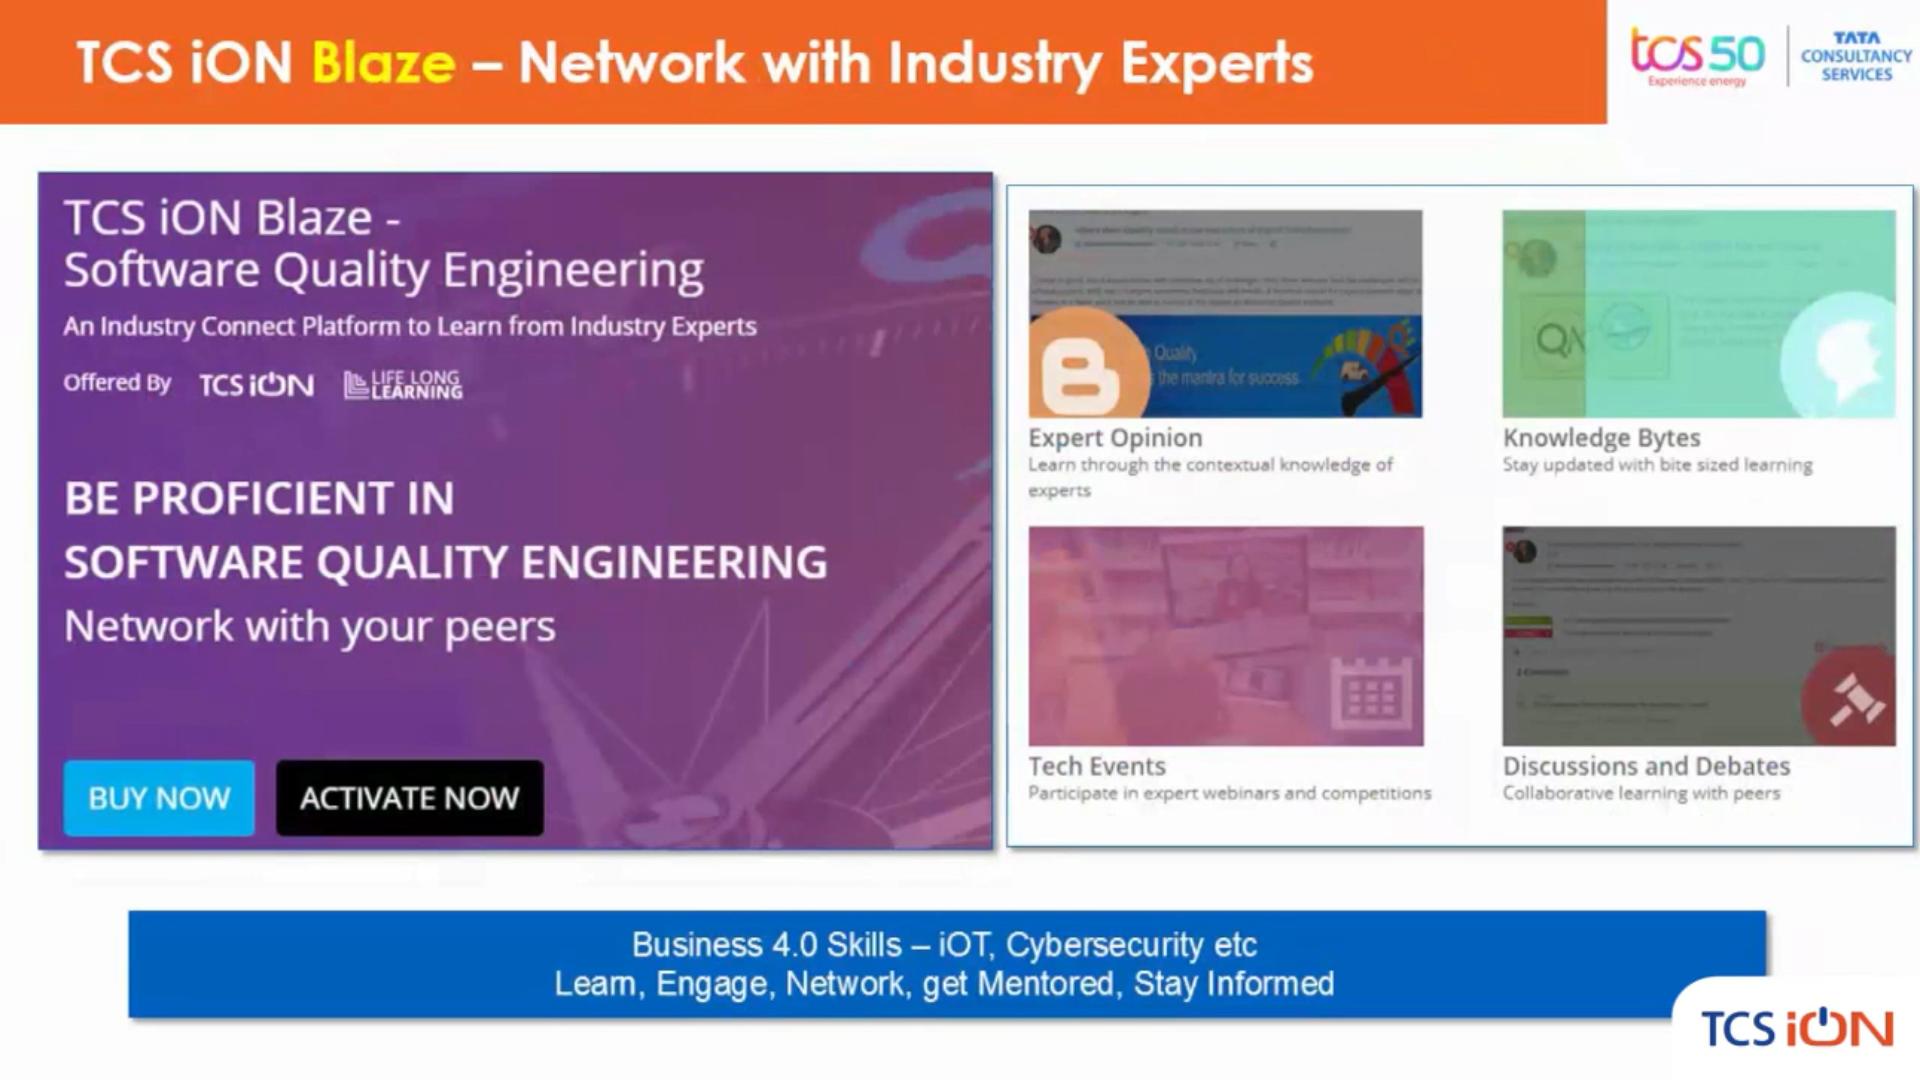 TCS iON Blaze – Network with Industry Experts
tcs 50
Experience energy
TATA
CONSULTANCY
SERVICES
TCS iON Blaze -
Software Quality Engineering
An Industry Connect Platform to Learn from Industry Experts
Offered By TCS iON LIFE LONG
LEARNING
BE PROFICIENT IN
SOFTWARE QUALITY ENGINEERING
Network with your peers
BUY NOW ACTIVATE NOW
Quality
the mantra for success
Expert Opinion
Learn through the contextual knowledge of
experts
Knowledge Bytes
Stay updated with bite sized learning
Tech Events
Participate in expert webinars and competitions
Discussions and Debates
Collaborative learning with peers
Business 4.0 Skills – iOT, Cybersecurity etc
Learn, Engage, Network, get Mentored, Stay Informed
TCS iON